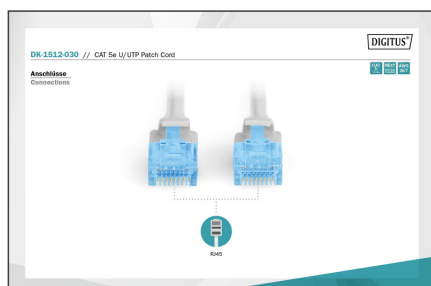 DIGITUS®
DK-1512-030 // CAT 5e U/UTP Patch Cord
Anschlüsse
Connections
RJ45